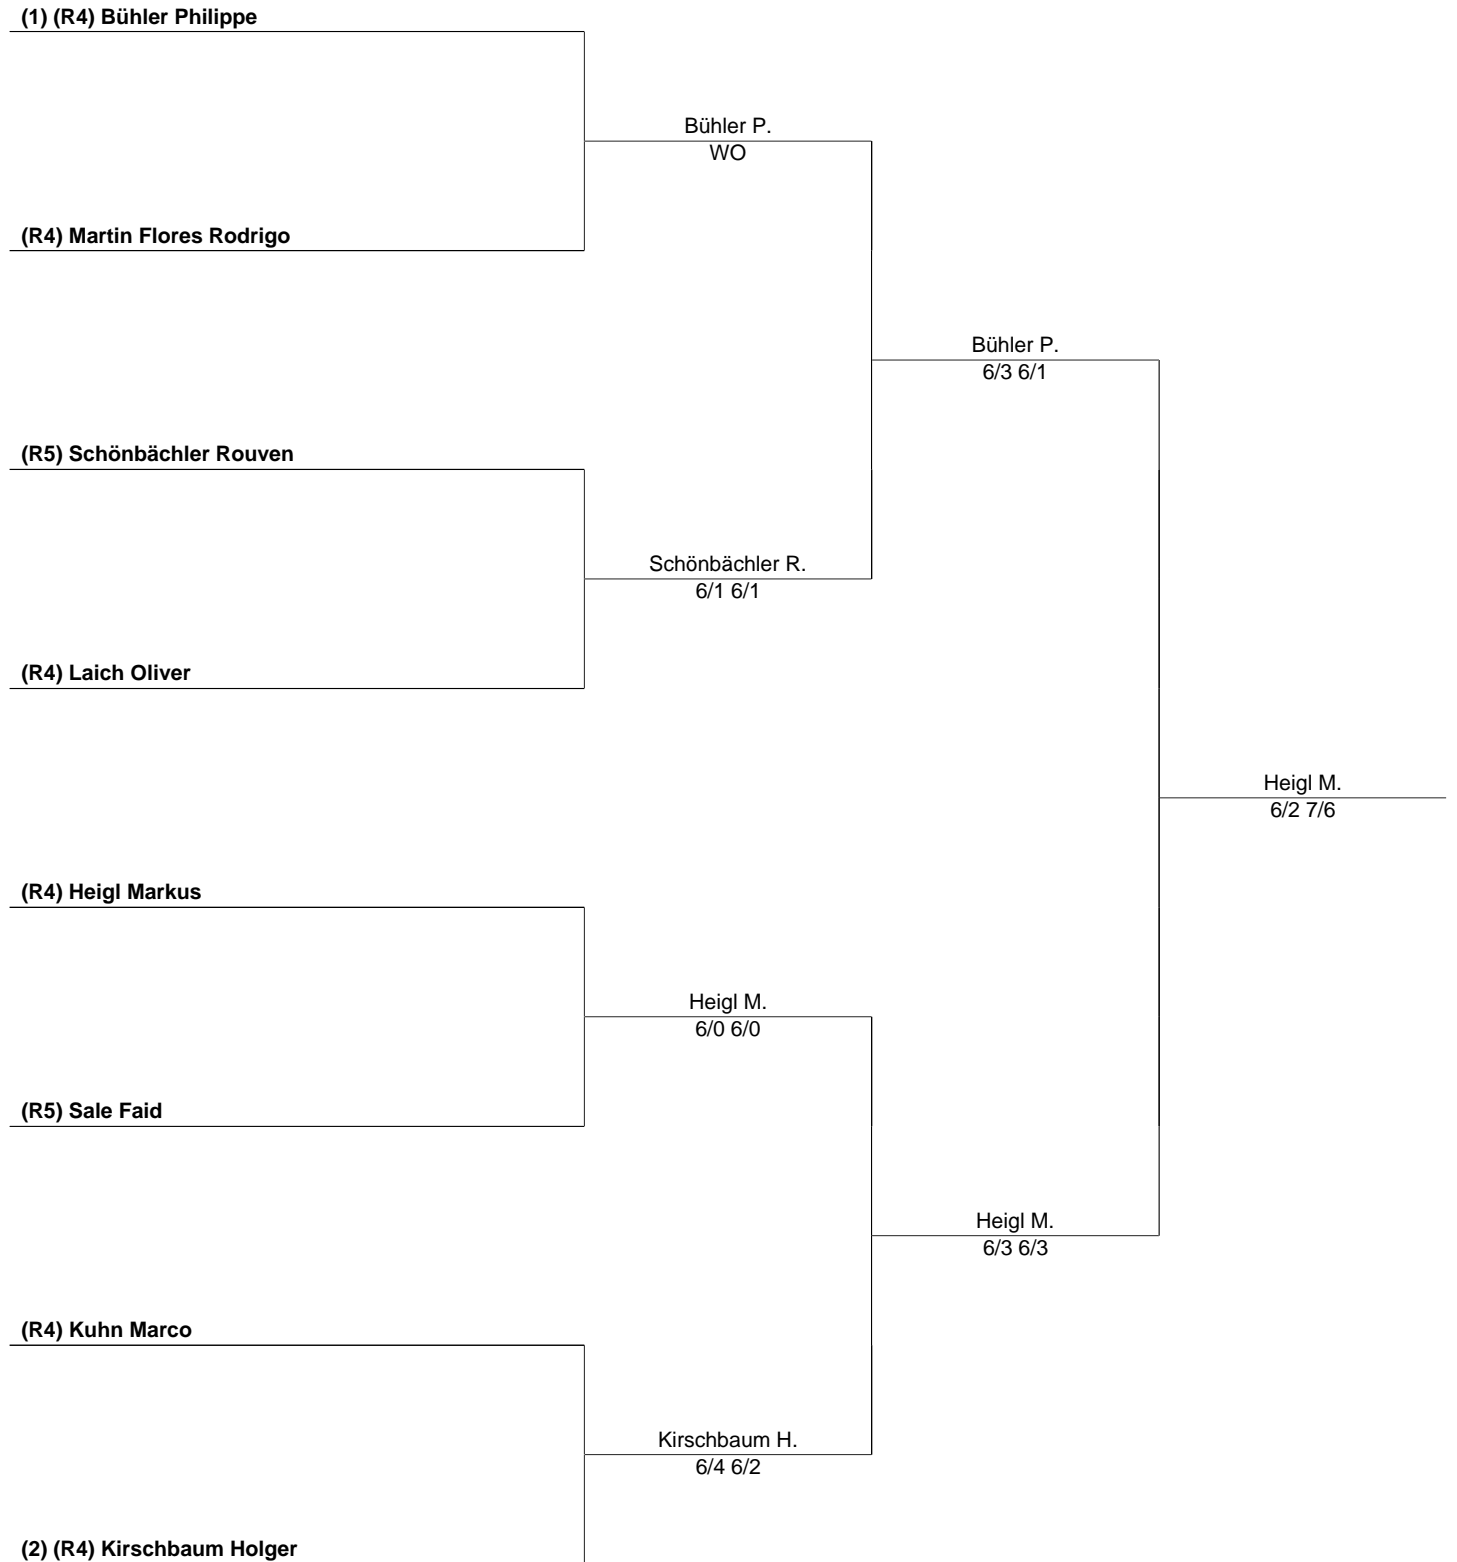 (1) (R4) Bühler Philippe
Bühler P.
WO
(R4) Martin Flores Rodrigo
Bühler P.
6/3 6/1
(R5) Schönbächler Rouven
Schönbächler R.
6/1 6/1
(R4) Laich Oliver
Heigl M.
6/2 7/6
(R4) Heigl Markus
Heigl M.
6/0 6/0
(R5) Sale Faid
Heigl M.
6/3 6/3
(R4) Kuhn Marco
Kirschbaum H.
6/4 6/2
(2) (R4) Kirschbaum Holger